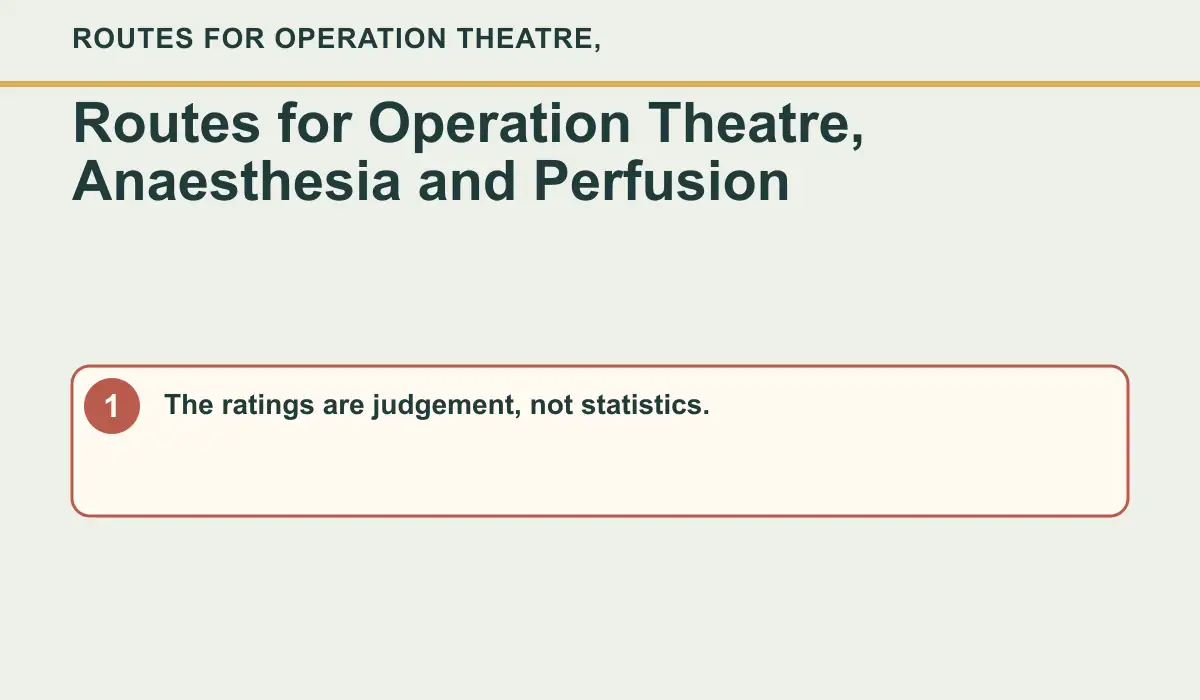 ROUTES FOR OPERATION THEATRE,
Routes for Operation Theatre,
Anaesthesia and Perfusion
1 The ratings are judgement, not statistics.